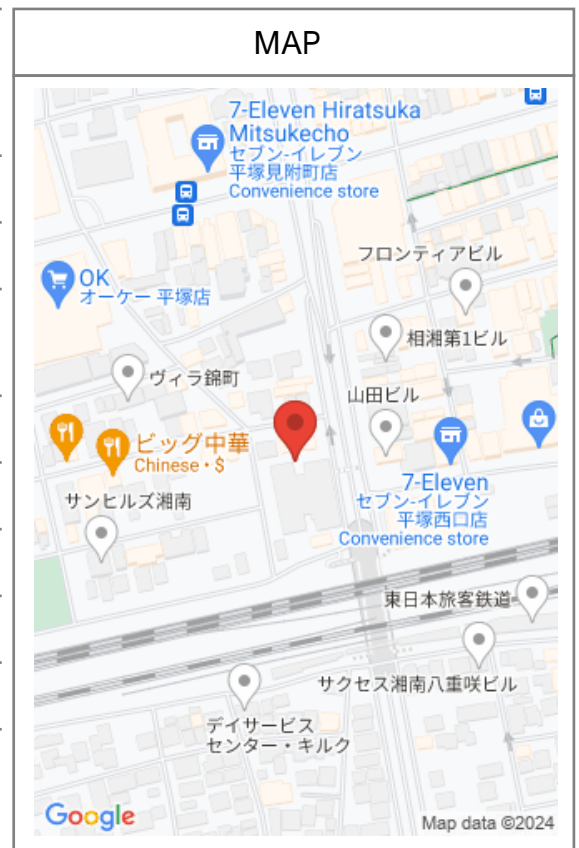 MAP
7-Eleven Hiratsuka
Mitsukecho
セブン-イレブン
平塚見附町店
Convenience store
フロンティアビル
OK
オーケー 平塚店
相湘第1ビル
ヴィラ錦町
山田ビル
ビッグ中華
Chinese・$
7-Eleven
セブン-イレブン
平塚西口店
Convenience store
サンヒルズ湘南
東日本旅客鉄道
サクセス湘南八重咲ビル
デイサービス
センター・キルク
Google
Map data ©2024